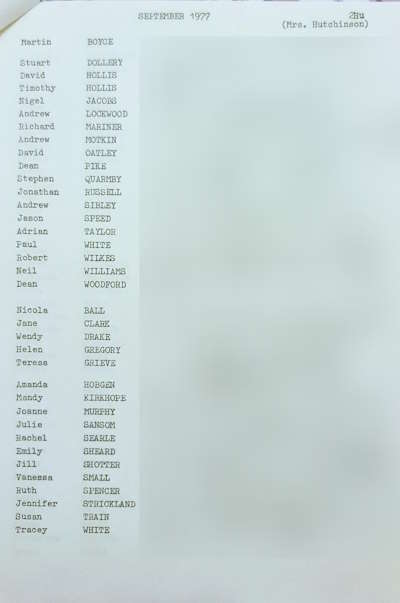 SEPTEMBER 1977 2Hu
(Mrs. Hutchinson)
Martin BOYCE
Stuart DOLLERY
David HOLLIS
Timothy HOLLIS
Nigel JACOBS
Andrew LOCKWOOD
Richard MARINER
Andrew MOTKIN
David OATLEY
Dean PIKE
Stephen QUARMBY
Jonathan RUSSELL
Andrew SIBLEY
Jason SPEED
Adrian TAYLOR
Paul WHITE
Robert WILKES
Neil WILLIAMS
Dean WOODFORD
Nicola BALL
Jane CLARK
Wendy DRAKE
Helen GREGORY
Teresa GRIEVE
Amanda HOBGEN
Mandy KIRKHOPE
Joanne MURPHY
Julie SANSOM
Rachel SEARLE
Emily SHEARD
Jill SHOTTER
Vanessa SMALL
Ruth SPENCER
Jennifer STRICKLAND
Susan TRAIN
Tracey WHITE